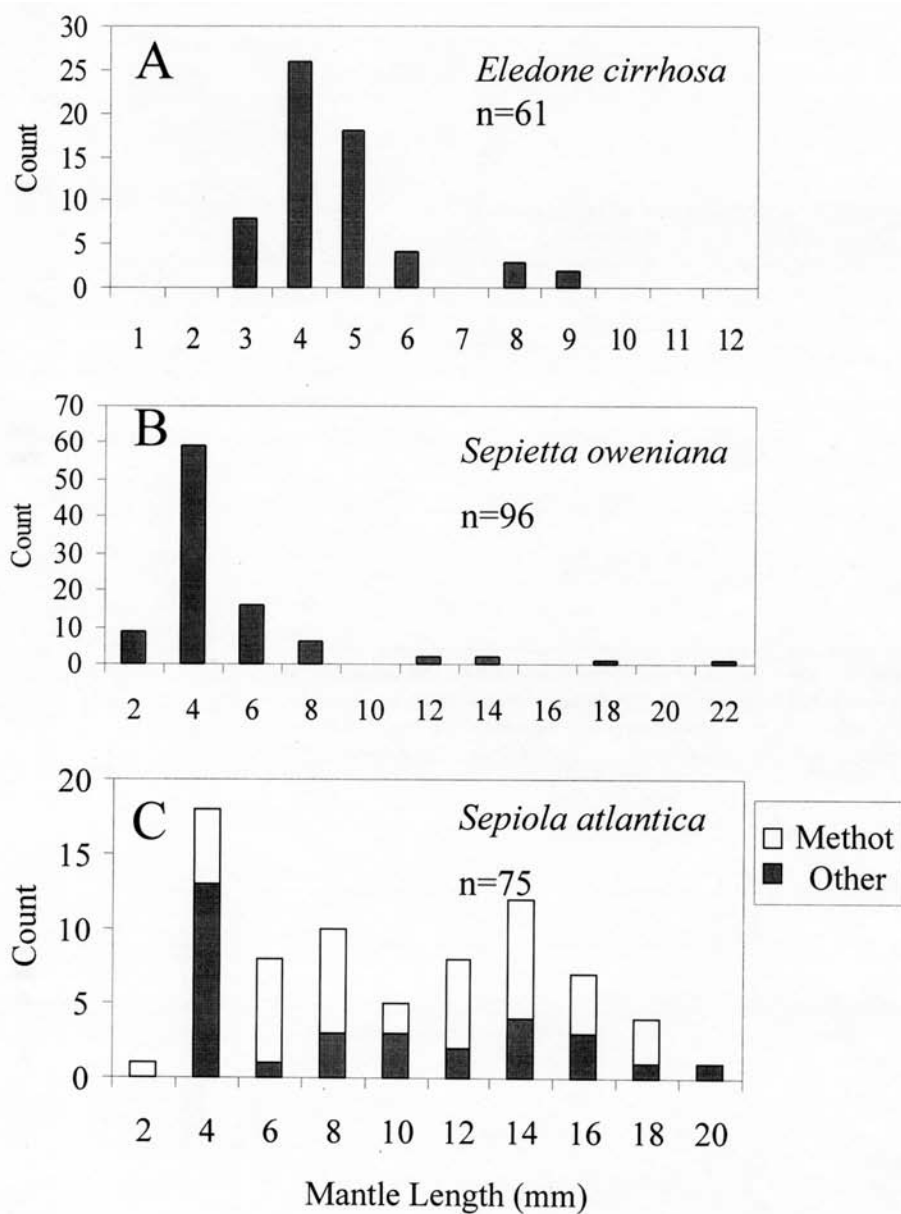 A
Eledone cirrhosa
n=61
Count
30
25
20
15
10
5
0
1 2 3 4 5 6 7 8 9 10 11 12
B
Sepietta oweniana
n=96
Count
70
60
50
40
30
20
10
0
2 4 6 8 10 12 14 16 18 20 22
C
Sepiola atlantica
n=75
Count
20
15
10
5
0
2 4 6 8 10 12 14 16 18 20
Mantle Length (mm)
Methot
Other